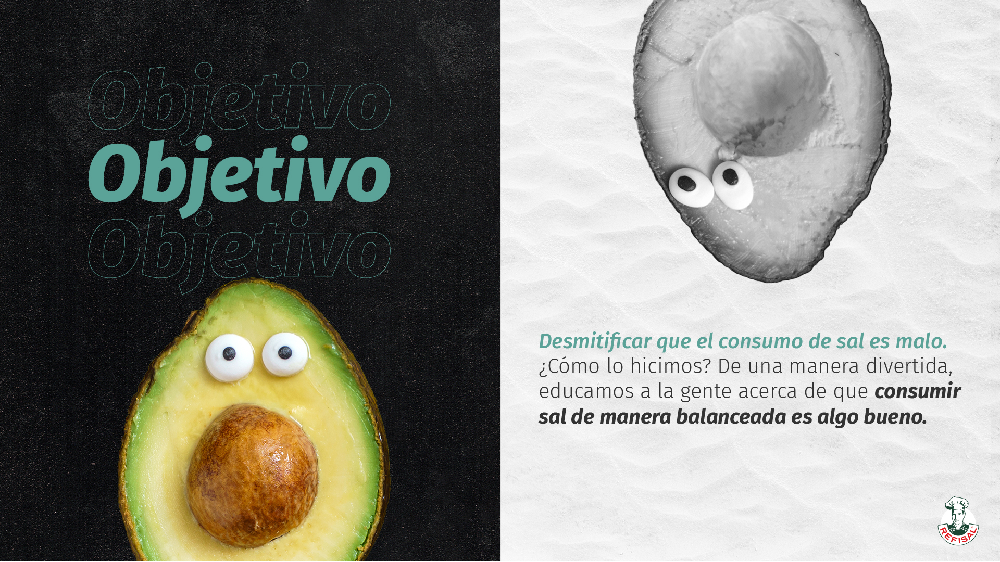 Objetivo
Objetivo
Objetivo
Desmitificar que el consumo de sal es malo.
¿Cómo lo hicimos? De una manera divertida,
educamos a la gente acerca de que consumir
sal de manera balanceada es algo bueno.
REFISAL®